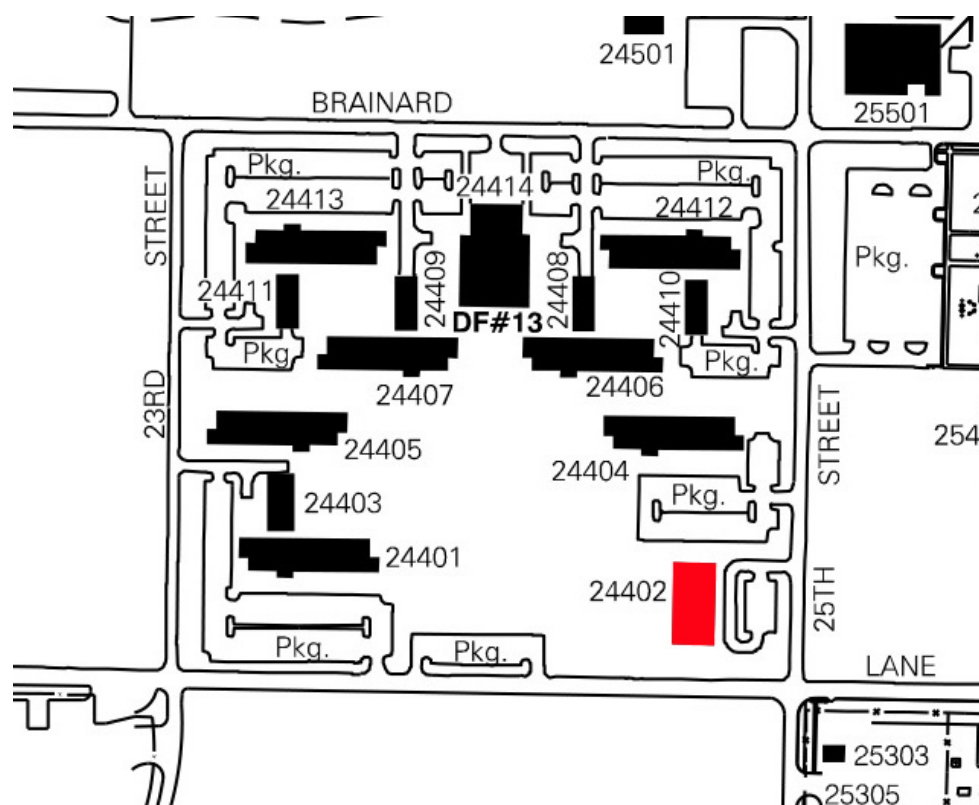 24501
BRAINARD
25501
Pkg.
24414
Pkg.
24413
24412
STREET
Pkg.
24411
24409
24408
24410
DF#13
Pkg
Pkg.
24407
24406
23RD
STREET
24405
24404
254
Pkg.
24403
24401
24402
25TH
Pkg.
Pkg.
LANE
25303
25305